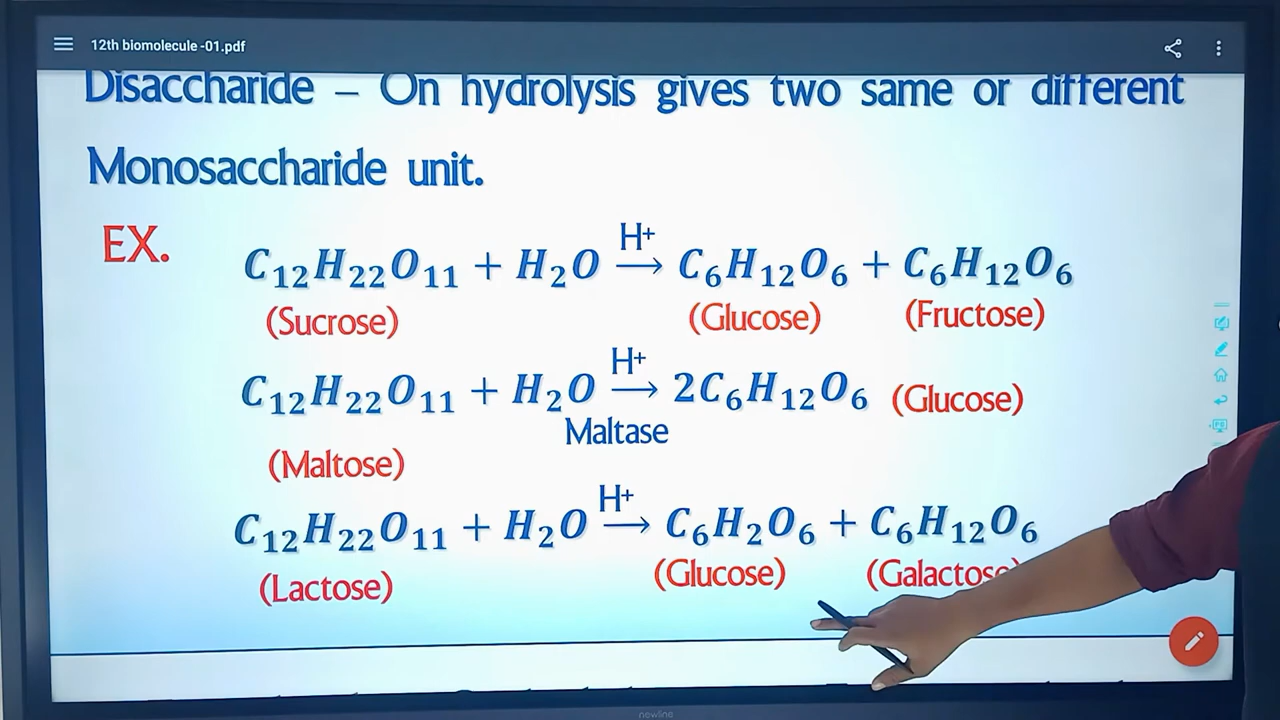 12th biomolecule -01.pdf
Disaccharide – On hydrolysis gives two same or different
Monosaccharide unit.
EX.
H+
C₁₂H₂₂O₁₁ + H₂O ⟶ C₆H₁₂O₆ + C₆H₁₂O₆
(Sucrose) (Glucose) (Fructose)
H+
C₁₂H₂₂O₁₁ + H₂O ⟶ 2C₆H₁₂O₆ (Glucose)
Maltase
(Maltose)
H+
C₁₂H₂₂O₁₁ + H₂O ⟶ C₆H₂O₆ + C₆H₁₂O₆
(Lactose) (Glucose) (Galactose)
newline